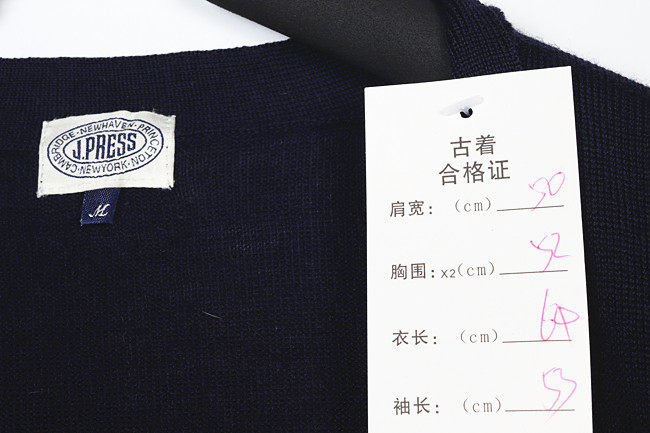 CAMBRIDGE · NEWHAVEN · PRINCETON
J.PRESS
· NEWYORK ·
M
古着
合格证
肩宽：（cm） 50
胸围：x2（cm） 52
衣长：（cm） 64
袖长：（cm） 53